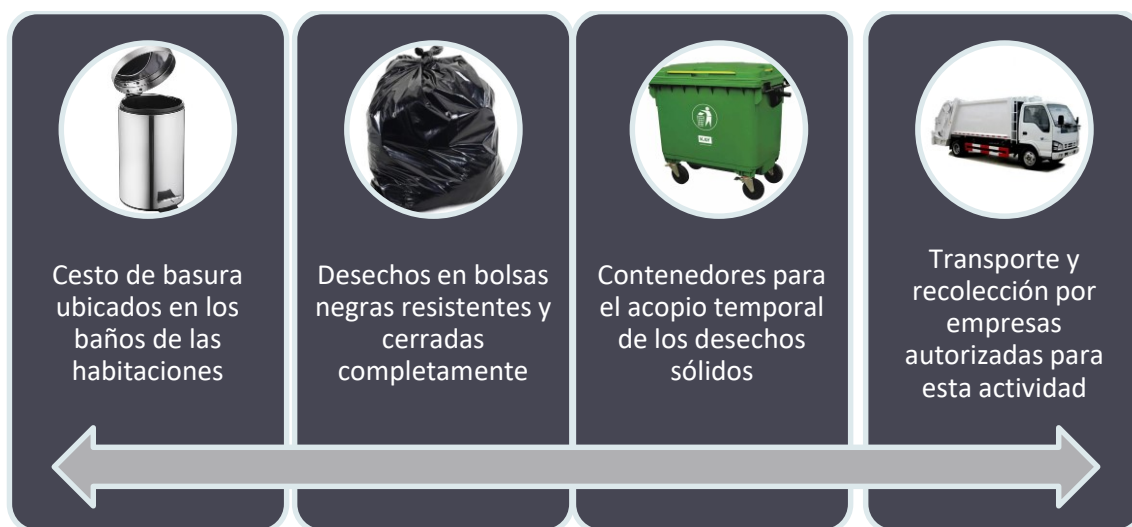 Cesto de basura
ubicados en los
baños de las
habitaciones
Desechos en bolsas
negras resistentes y
cerradas
completamente
Contenedores para
el acopio temporal
de los desechos
sólidos
Transporte y
recolección por
empresas
autorizadas para
esta actividad